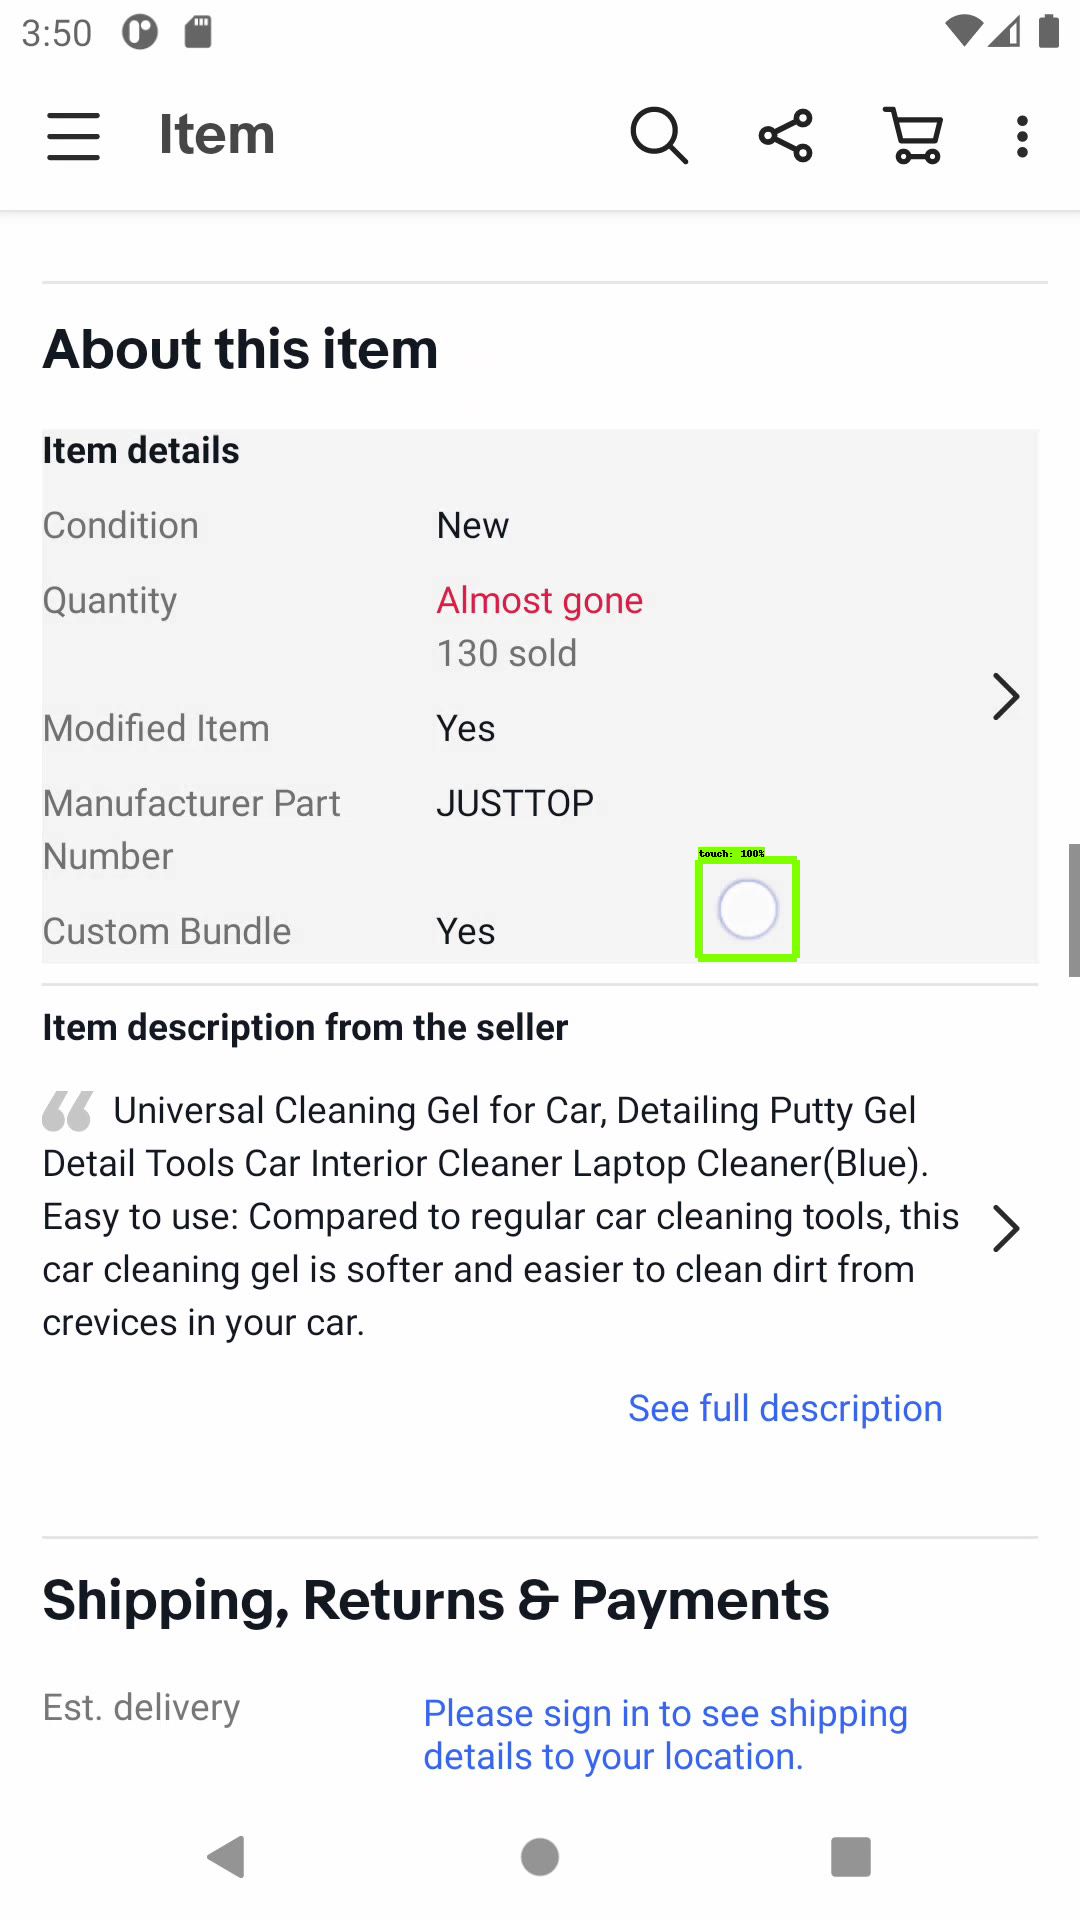 3:50
Item
About this item
Item details
Condition New
Quantity Almost gone
130 sold
Modified Item Yes
Manufacturer Part JUSTTOP
Number
touch: 100%
Custom Bundle Yes
Item description from the seller
“ Universal Cleaning Gel for Car, Detailing Putty Gel
Detail Tools Car Interior Cleaner Laptop Cleaner(Blue).
Easy to use: Compared to regular car cleaning tools, this
car cleaning gel is softer and easier to clean dirt from
crevices in your car.
See full description
Shipping, Returns & Payments
Est. delivery Please sign in to see shipping
details to your location.